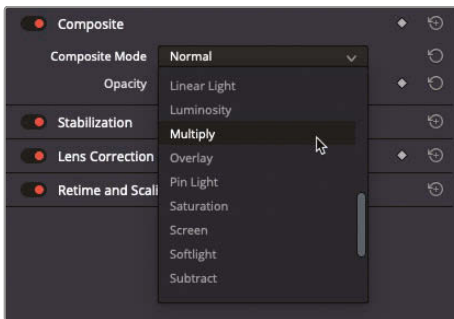 Composite
Composite Mode Normal
Opacity
Linear Light
Luminosity
Stabilization
Multiply
Lens Correction
Overlay
Pin Light
Retime and Scali
Saturation
Screen
Softlight
Subtract